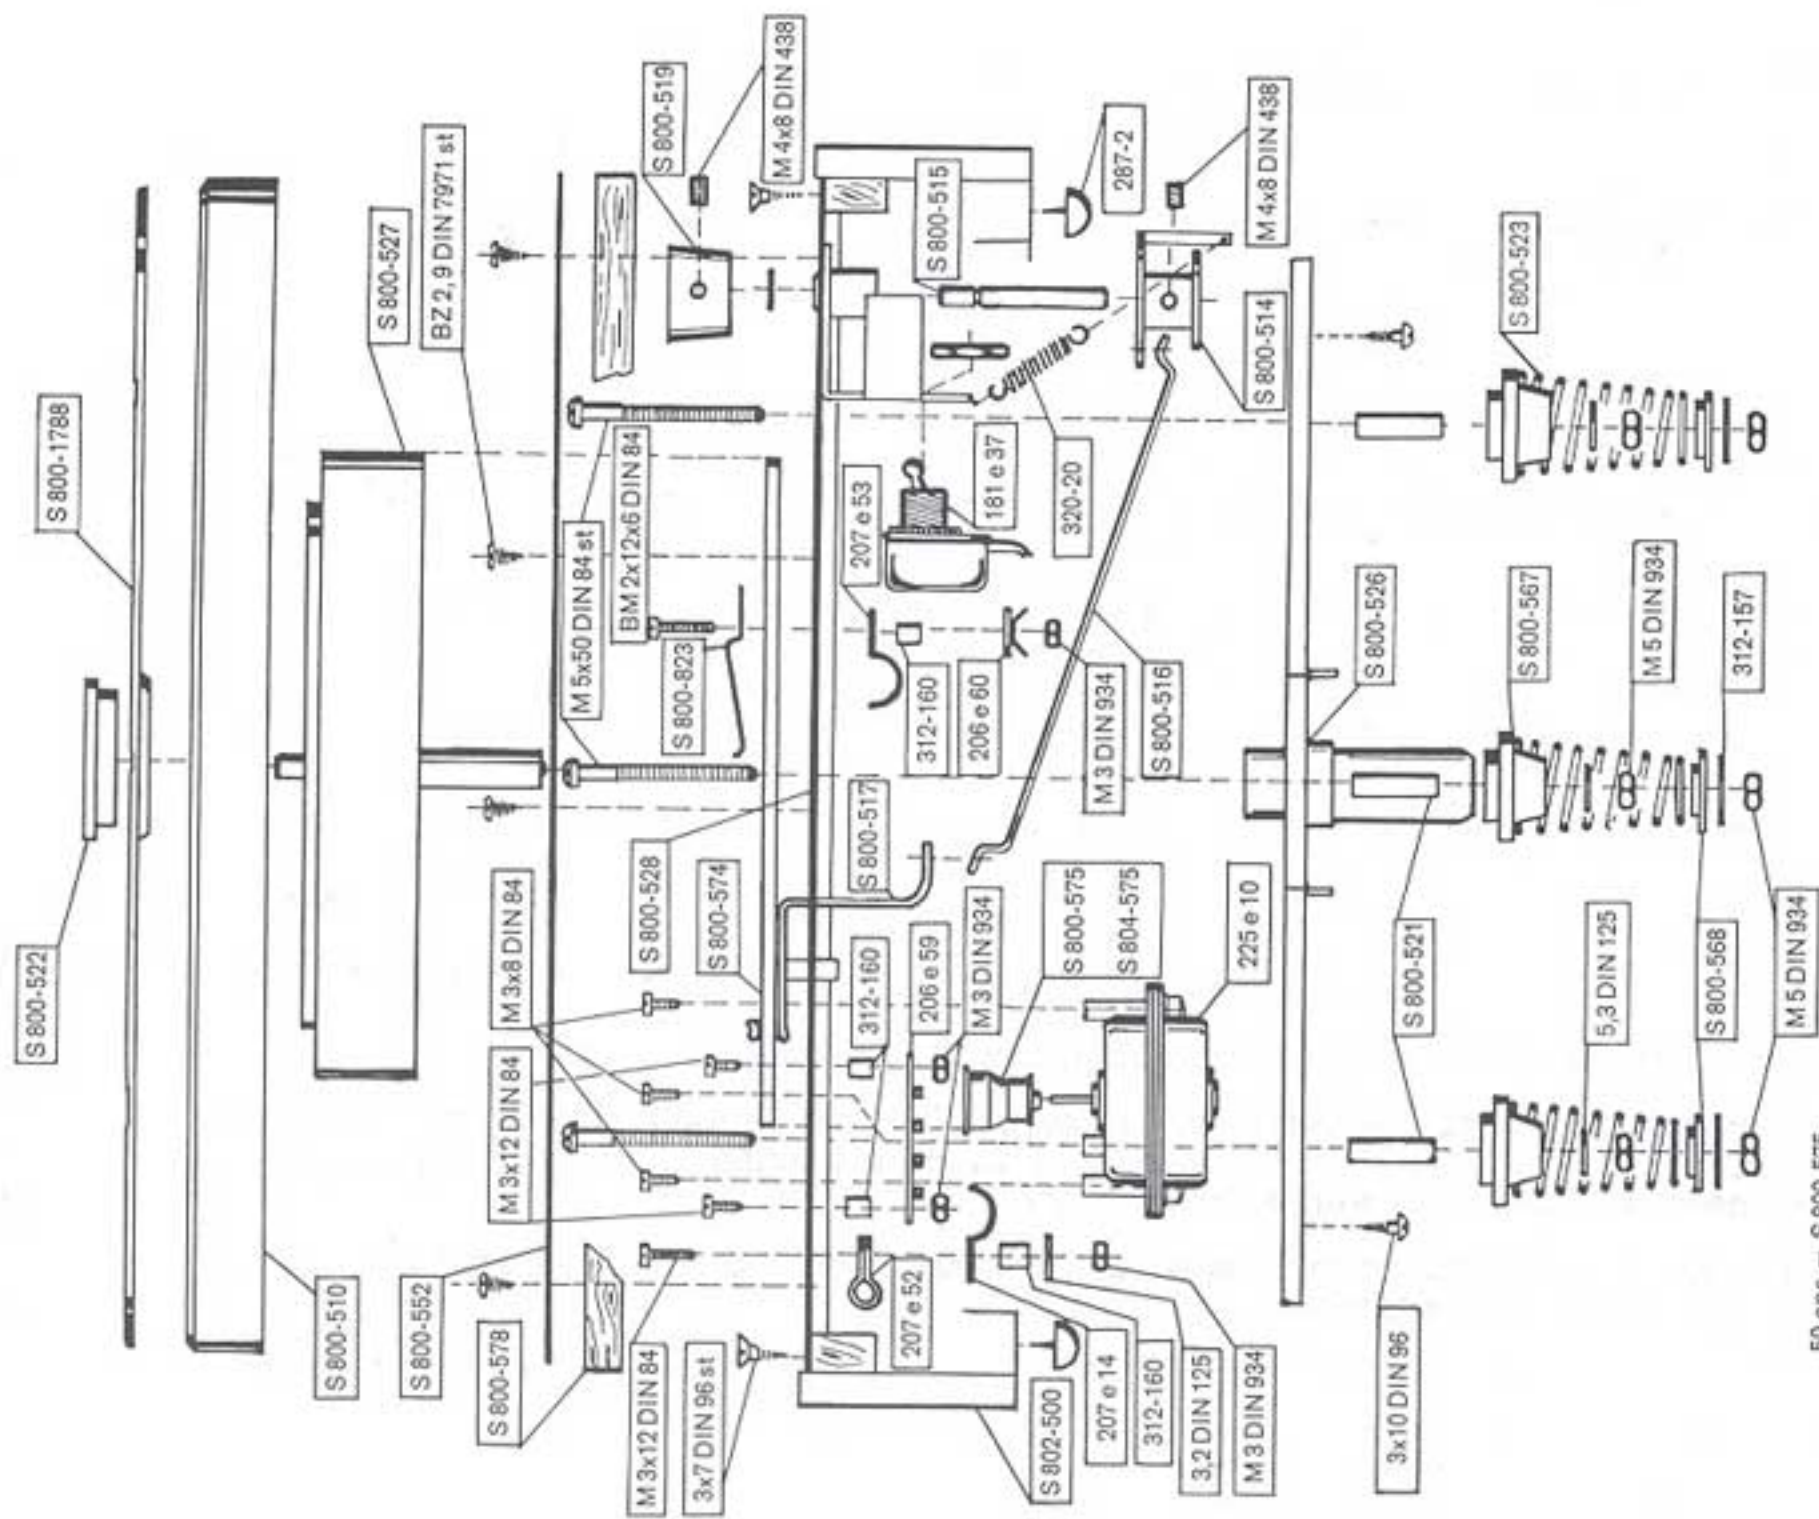 S 800-522
S 800-1788
S 800-510
S 800-527
BZ 2,9 DIN 7971 st
S 800-552
S 800-578
M 3x12 DIN 84
M 3x8 DIN 84
M 5x50 DIN 84 st
BM 2x12x6 DIN 84
S 800-519
M 4x8 DIN 438
M 3x12 DIN 84
3x7 DIN 96 st
S 800-528
S 800-574
S 800-823
207 e 53
S 800-515
287-2
M 4x8 DIN 438
S 802-500
207 e 52
207 e 14
312-160
3,2 DIN 125
M 3 DIN 934
312-160
206 e 59
M 3 DIN 934
S 800-517
S 800-575
S 804-575
225 e 10
312-160
206 e 60
M 3 DIN 934
S 800-516
181 e 37
320-20
S 800-514
3x10 DIN 96
S 800-521
S 800-526
S 800-523
5,3 DIN 125
S 800-568
M 5 DIN 934
S 800-567
M 5 DIN 934
312-157